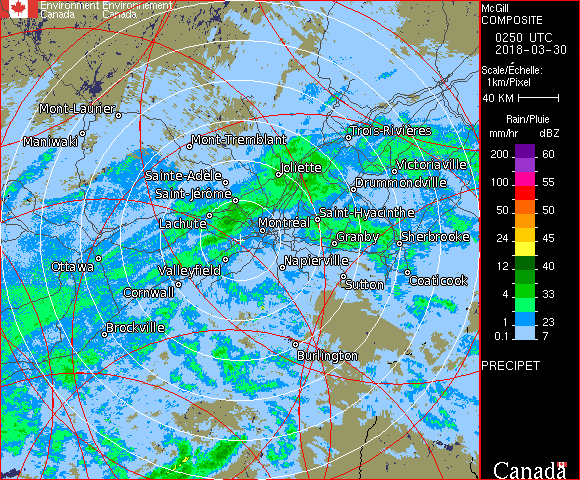 Environment Environnement
Canada Canada
McGill
COMPOSITE
0250 UTC
2018-03-30
Scale/Échelle:
1km/Pixel
40 KM
Rain/Pluie
mm/hr dBZ
200 60
100 55
50 50
24 45
12 40
4 33
1 23
0.1 7
PRECIPET
Mont-Laurier
Maniwaki
Mont-Tremblant
Trois-Rivières
Joliette
Victoriaville
Sainte-Adèle
Drummondville
Saint-Jérôme
Lachute
Saint-Hyacinthe
Montréal
Granby
Sherbrooke
Ottawa
Valleyfield
Napierville
Cornwall
Sutton
Coaticook
Brockville
Burlington
Canada